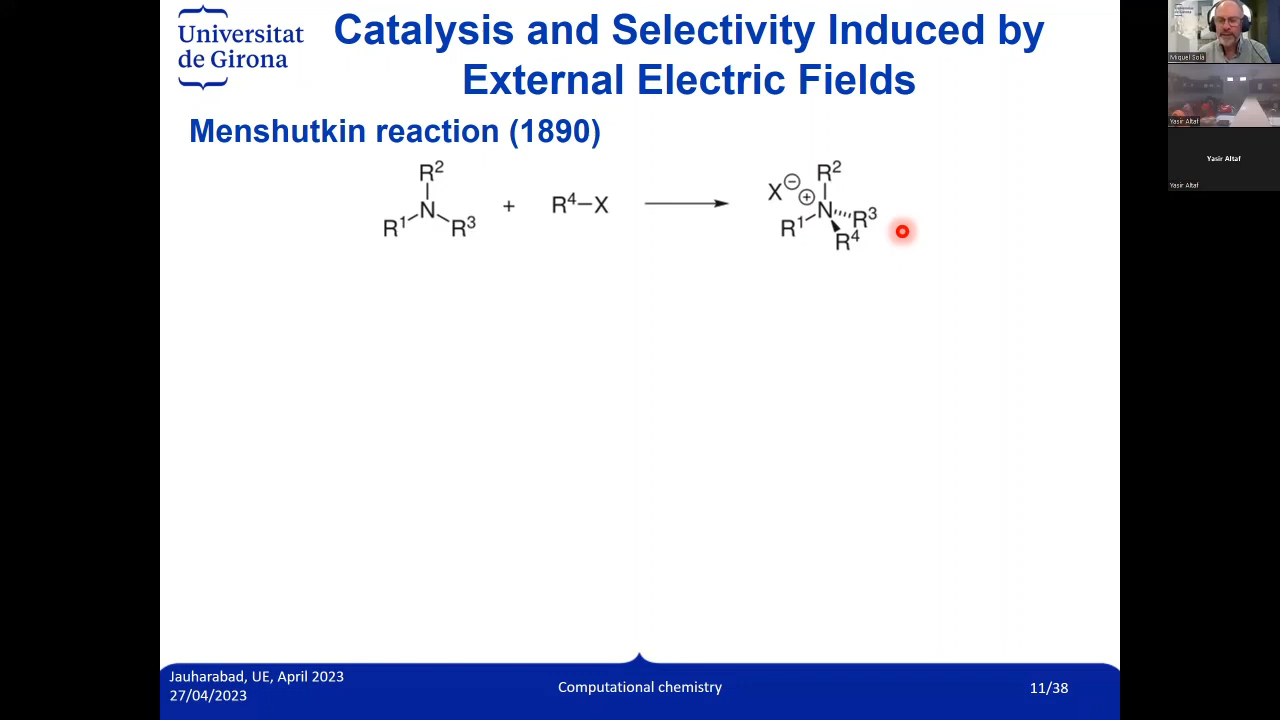 Universitat
de Girona
Catalysis and Selectivity Induced by
External Electric Fields
Menshutkin reaction (1890)
R² R¹ N R³ + R⁴–X X⊖ ⊕ R² R¹ N R³ R⁴
Jauharabad, UE, April 2023
27/04/2023
Computational chemistry
11/38
Miquel Solà
Yasir Altaf
Yasir Altaf
Yasir Altaf